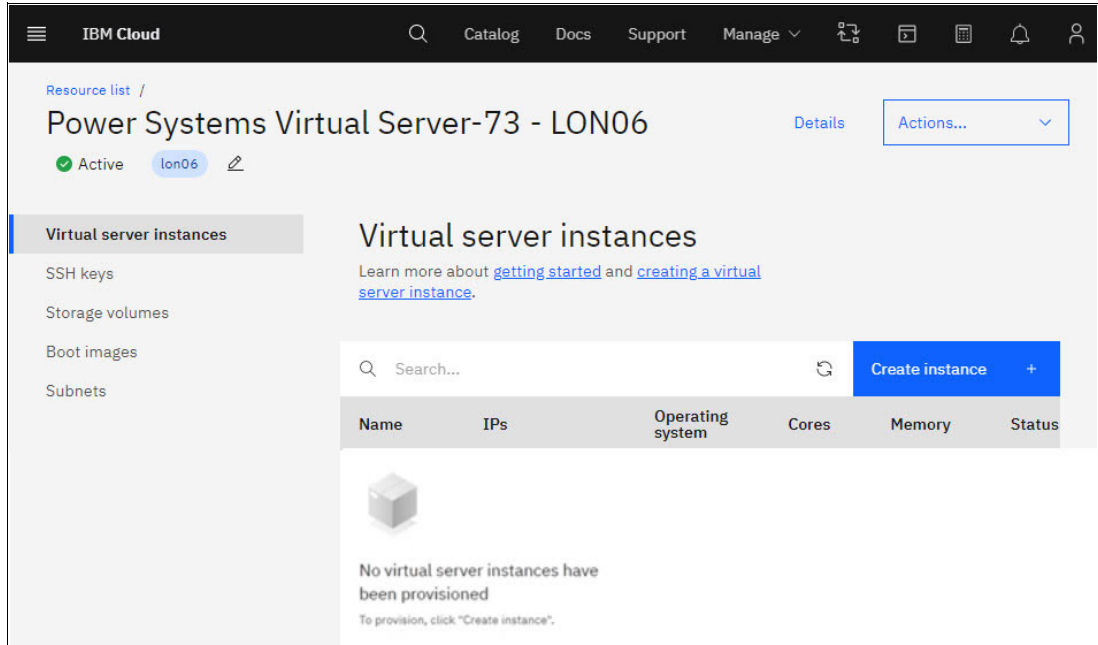 IBM Cloud
Catalog
Docs
Support
Manage
Resource list /
Power Systems Virtual Server-73 - LON06
Details
Actions...
Active
lon06
Virtual server instances
SSH keys
Storage volumes
Boot images
Subnets
Virtual server instances
Learn more about getting started and creating a virtual
server instance.
Search...
Create instance +
Name
IPs
Operating
system
Cores
Memory
Status
No virtual server instances have
been provisioned
To provision, click "Create instance".